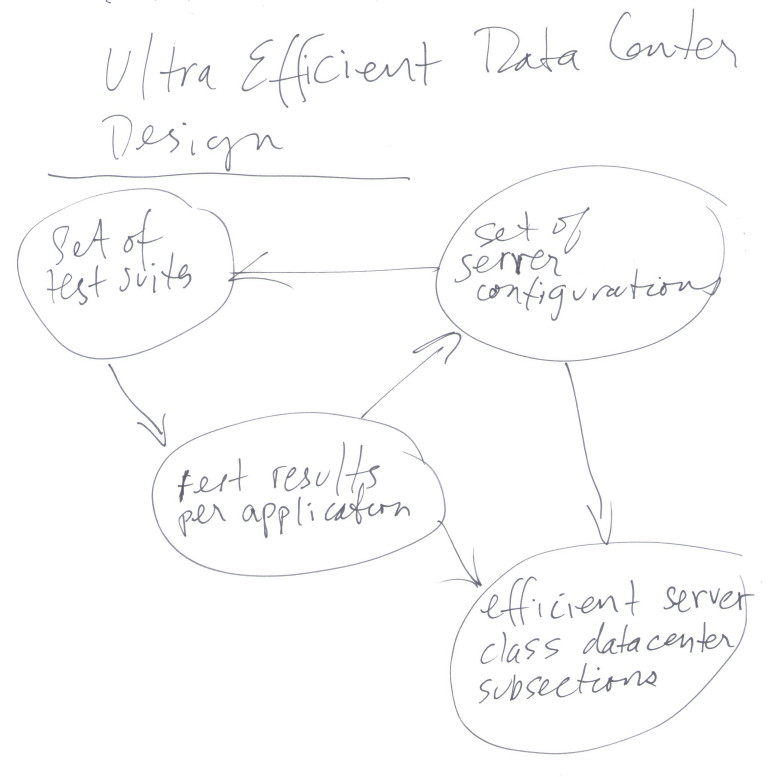 Ultra Efficient Data Center
Design
Set of
test suites
set of
server
configurations
test results
per application
efficient server
class datacenter
subsections